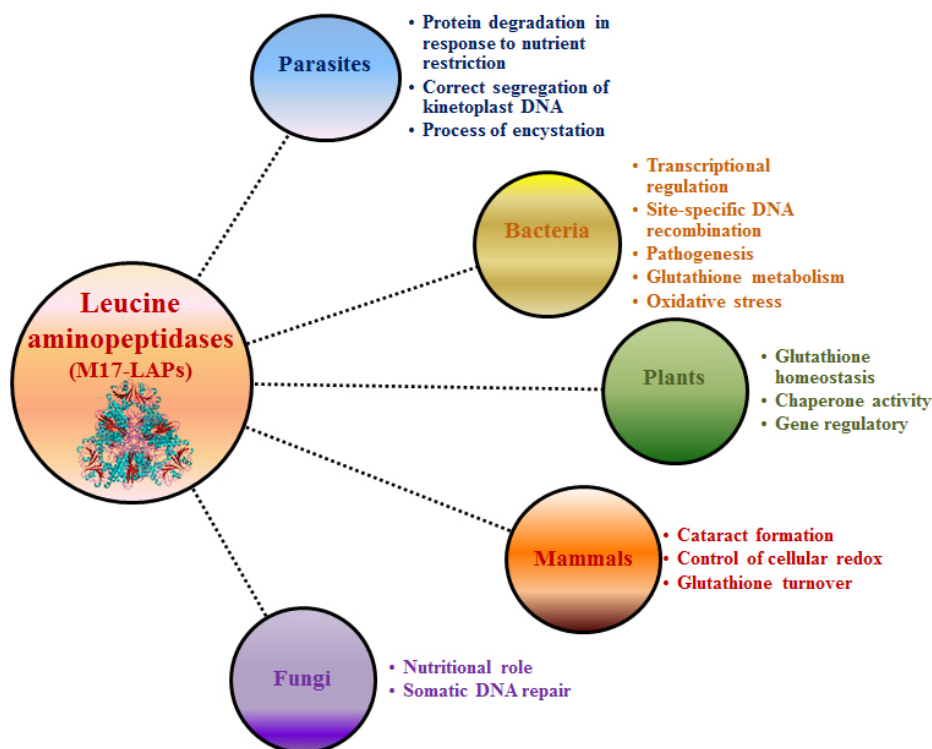 Parasites
• Protein degradation in
response to nutrient
restriction
• Correct segregation of
kinetoplast DNA
• Process of encystation
Bacteria
• Transcriptional
regulation
• Site-specific DNA
recombination
• Pathogenesis
• Glutathione metabolism
• Oxidative stress
Leucine
aminopeptidases
(M17-LAPs)
Plants
• Glutathione
homeostasis
• Chaperone activity
• Gene regulatory
Mammals
• Cataract formation
• Control of cellular redox
• Glutathione turnover
Fungi
• Nutritional role
• Somatic DNA repair